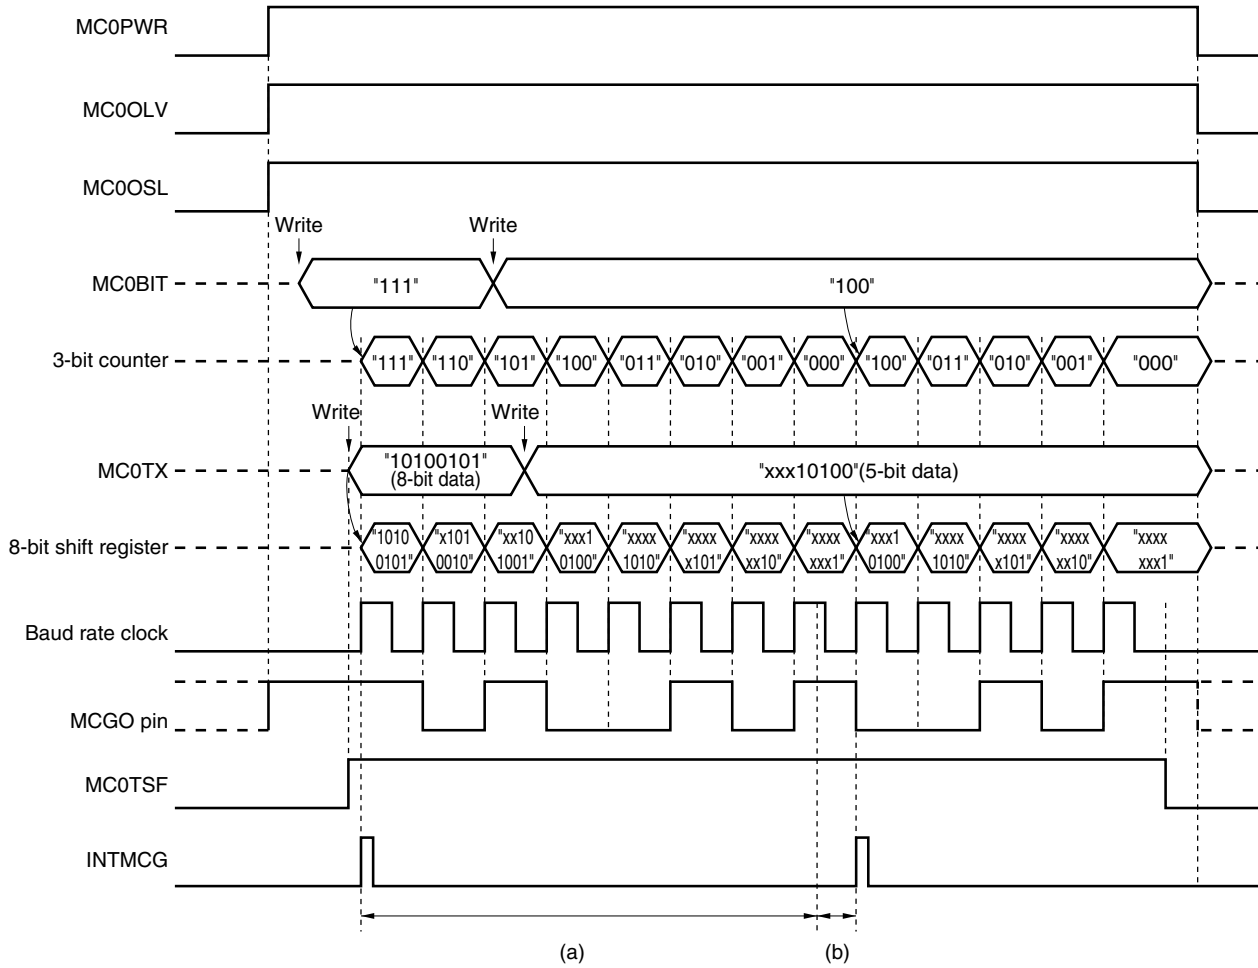 MC0PWR
MC0OLV
MC0OSL
Write Write
MC0BIT "111" "100"
3-bit counter "111" "110" "101" "100" "011" "010" "001" "000" "100" "011" "010" "001" "000"
Write Write
MC0TX "10100101" "xxx10100"(5-bit data)
(8-bit data)
8-bit shift register "1010 "x101 "xx10 "xxx1 "xxxx "xxxx "xxxx "xxxx "xxx1 "xxxx "xxxx "xxxx "xxxx
0101" 0010" 1001" 0100" 1010" x101" xx10" xxx1" 0100" 1010" x101" xx10" xxx1"
Baud rate clock
MCGO pin
MC0TSF
INTMCG
(a) (b)